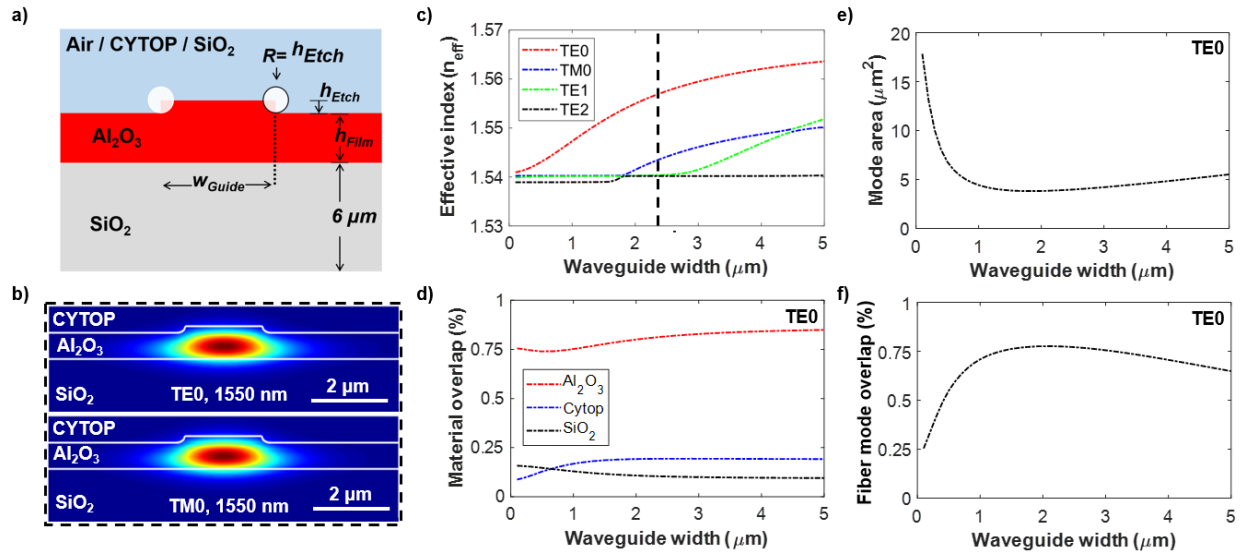 a)
Air / CYTOP / SiO₂
R= hEtch
hEtch
Al₂O₃
hFilm
wGuide
SiO₂
6 µm
b)
CYTOP
Al₂O₃
SiO₂
TE0, 1550 nm
2 µm
CYTOP
Al₂O₃
SiO₂
TM0, 1550 nm
2 µm
c)
1.57
1.56
1.55
1.54
1.53
Effective index (neff)
TE0
TM0
TE1
TE2
0 1 2 3 4 5
Waveguide width (µm)
d)
TE0
1
0.75
0.5
0.25
0
Material overlap (%)
Al₂O₃
Cytop
SiO₂
0 1 2 3 4 5
Waveguide width (µm)
e)
TE0
20
15
10
5
0
Mode area (µm²)
0 1 2 3 4 5
Waveguide width (µm)
f)
TE0
1
0.75
0.5
0.25
0
Fiber mode overlap (%)
0 1 2 3 4 5
Waveguide width (µm)